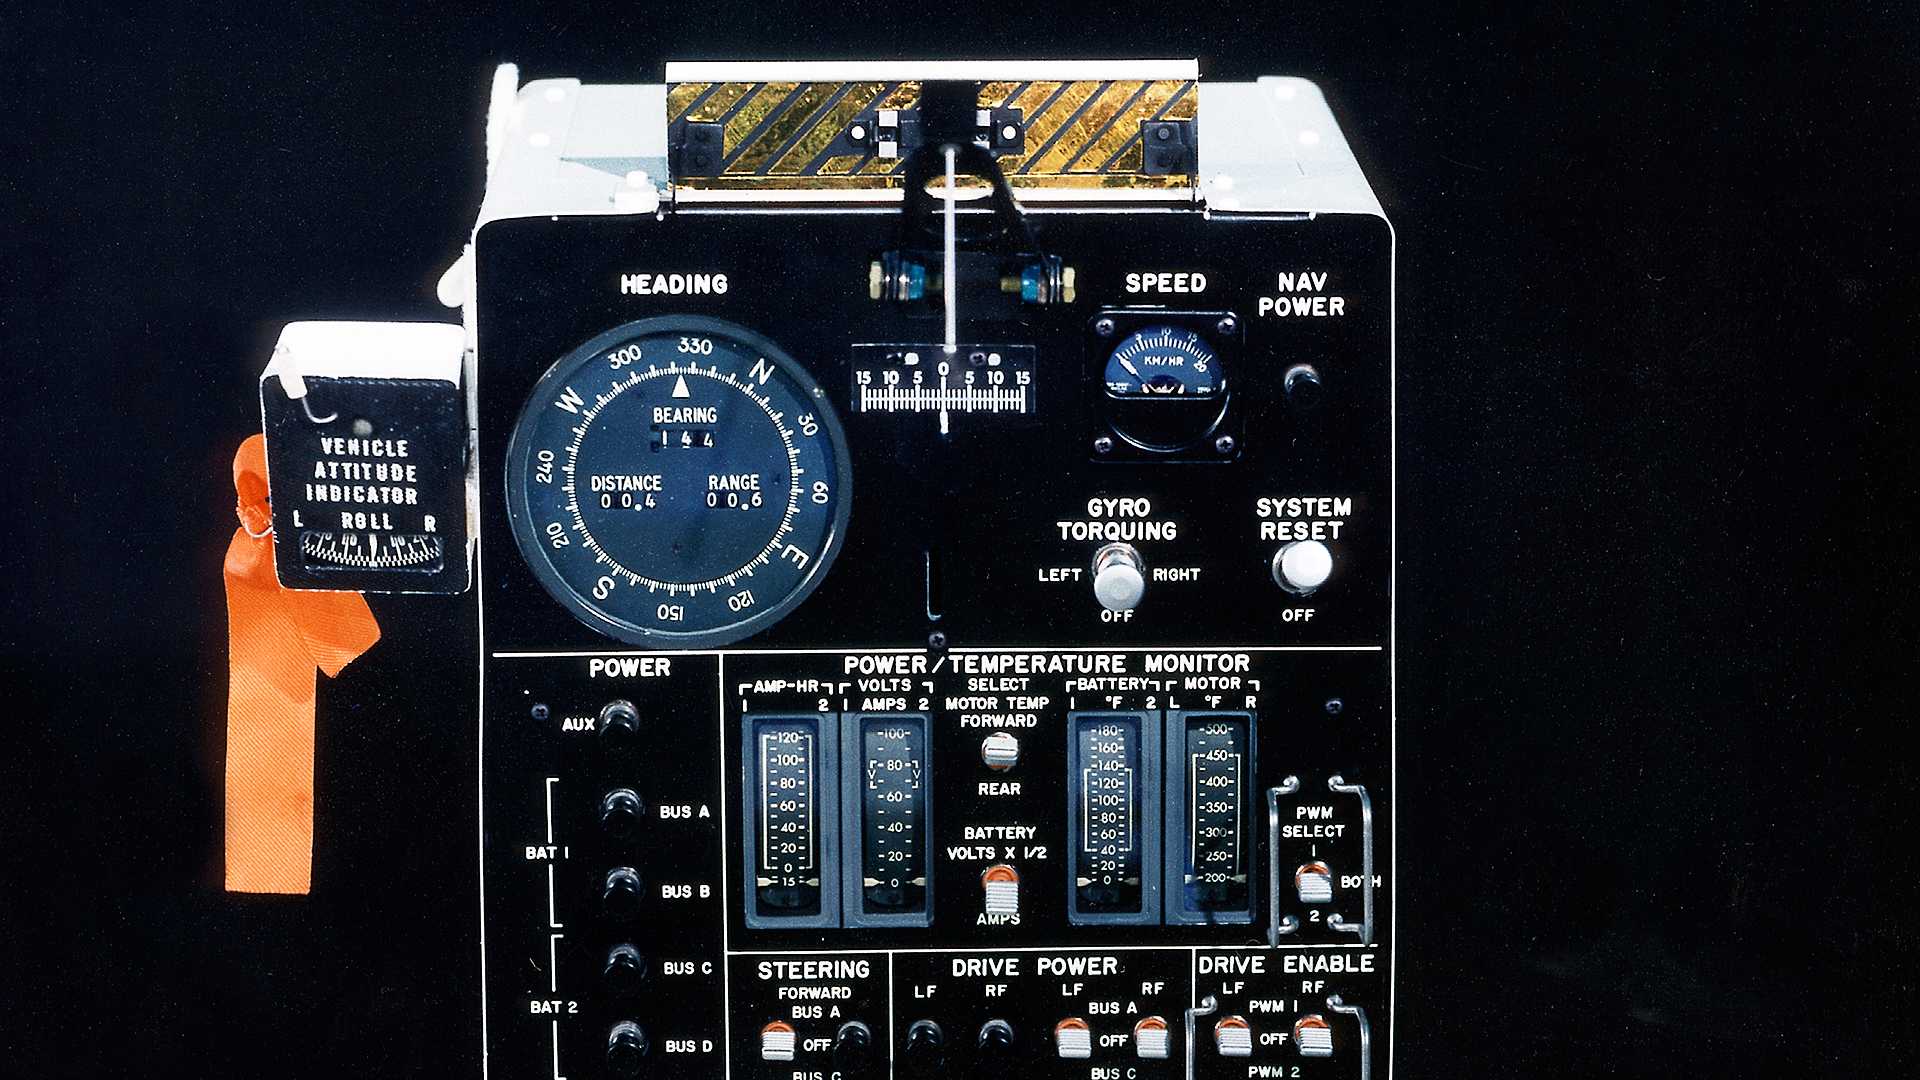 HEADING
SPEED
NAV
POWER
300
330
N
30
60
E
120
150
S
210
240
W
BEARING
144
DISTANCE
RANGE
00.4
00.6
15 10 5 0 5 10 15
5 10 15 20
KM/HR
VEHICLE
ATTITUDE
INDICATOR
L ROLL R
GYRO
TORQUING
LEFT
RIGHT
OFF
SYSTEM
RESET
OFF
POWER
AUX
BUS A
BAT 1
BUS B
BUS C
BAT 2
BUS D
POWER/TEMPERATURE MONITOR
AMP-HR
1 2
120
100
80
60
40
20
0
15
VOLTS
1 AMPS 2
100
V 80 V
60
40
20
0
SELECT
MOTOR TEMP
FORWARD
REAR
BATTERY
VOLTS X 1/2
AMPS
BATTERY
1 °F 2
180
160
140
120
100
80
60
40
20
0
MOTOR
L °F R
500
450
400
350
300
250
200
PWM
SELECT
1
BOTH
2
STEERING
FORWARD
BUS A
OFF
BUS C
DRIVE POWER
LF RF LF RF
BUS A
OFF
BUS C
DRIVE ENABLE
LF RF
PWM 1
OFF
PWM 2